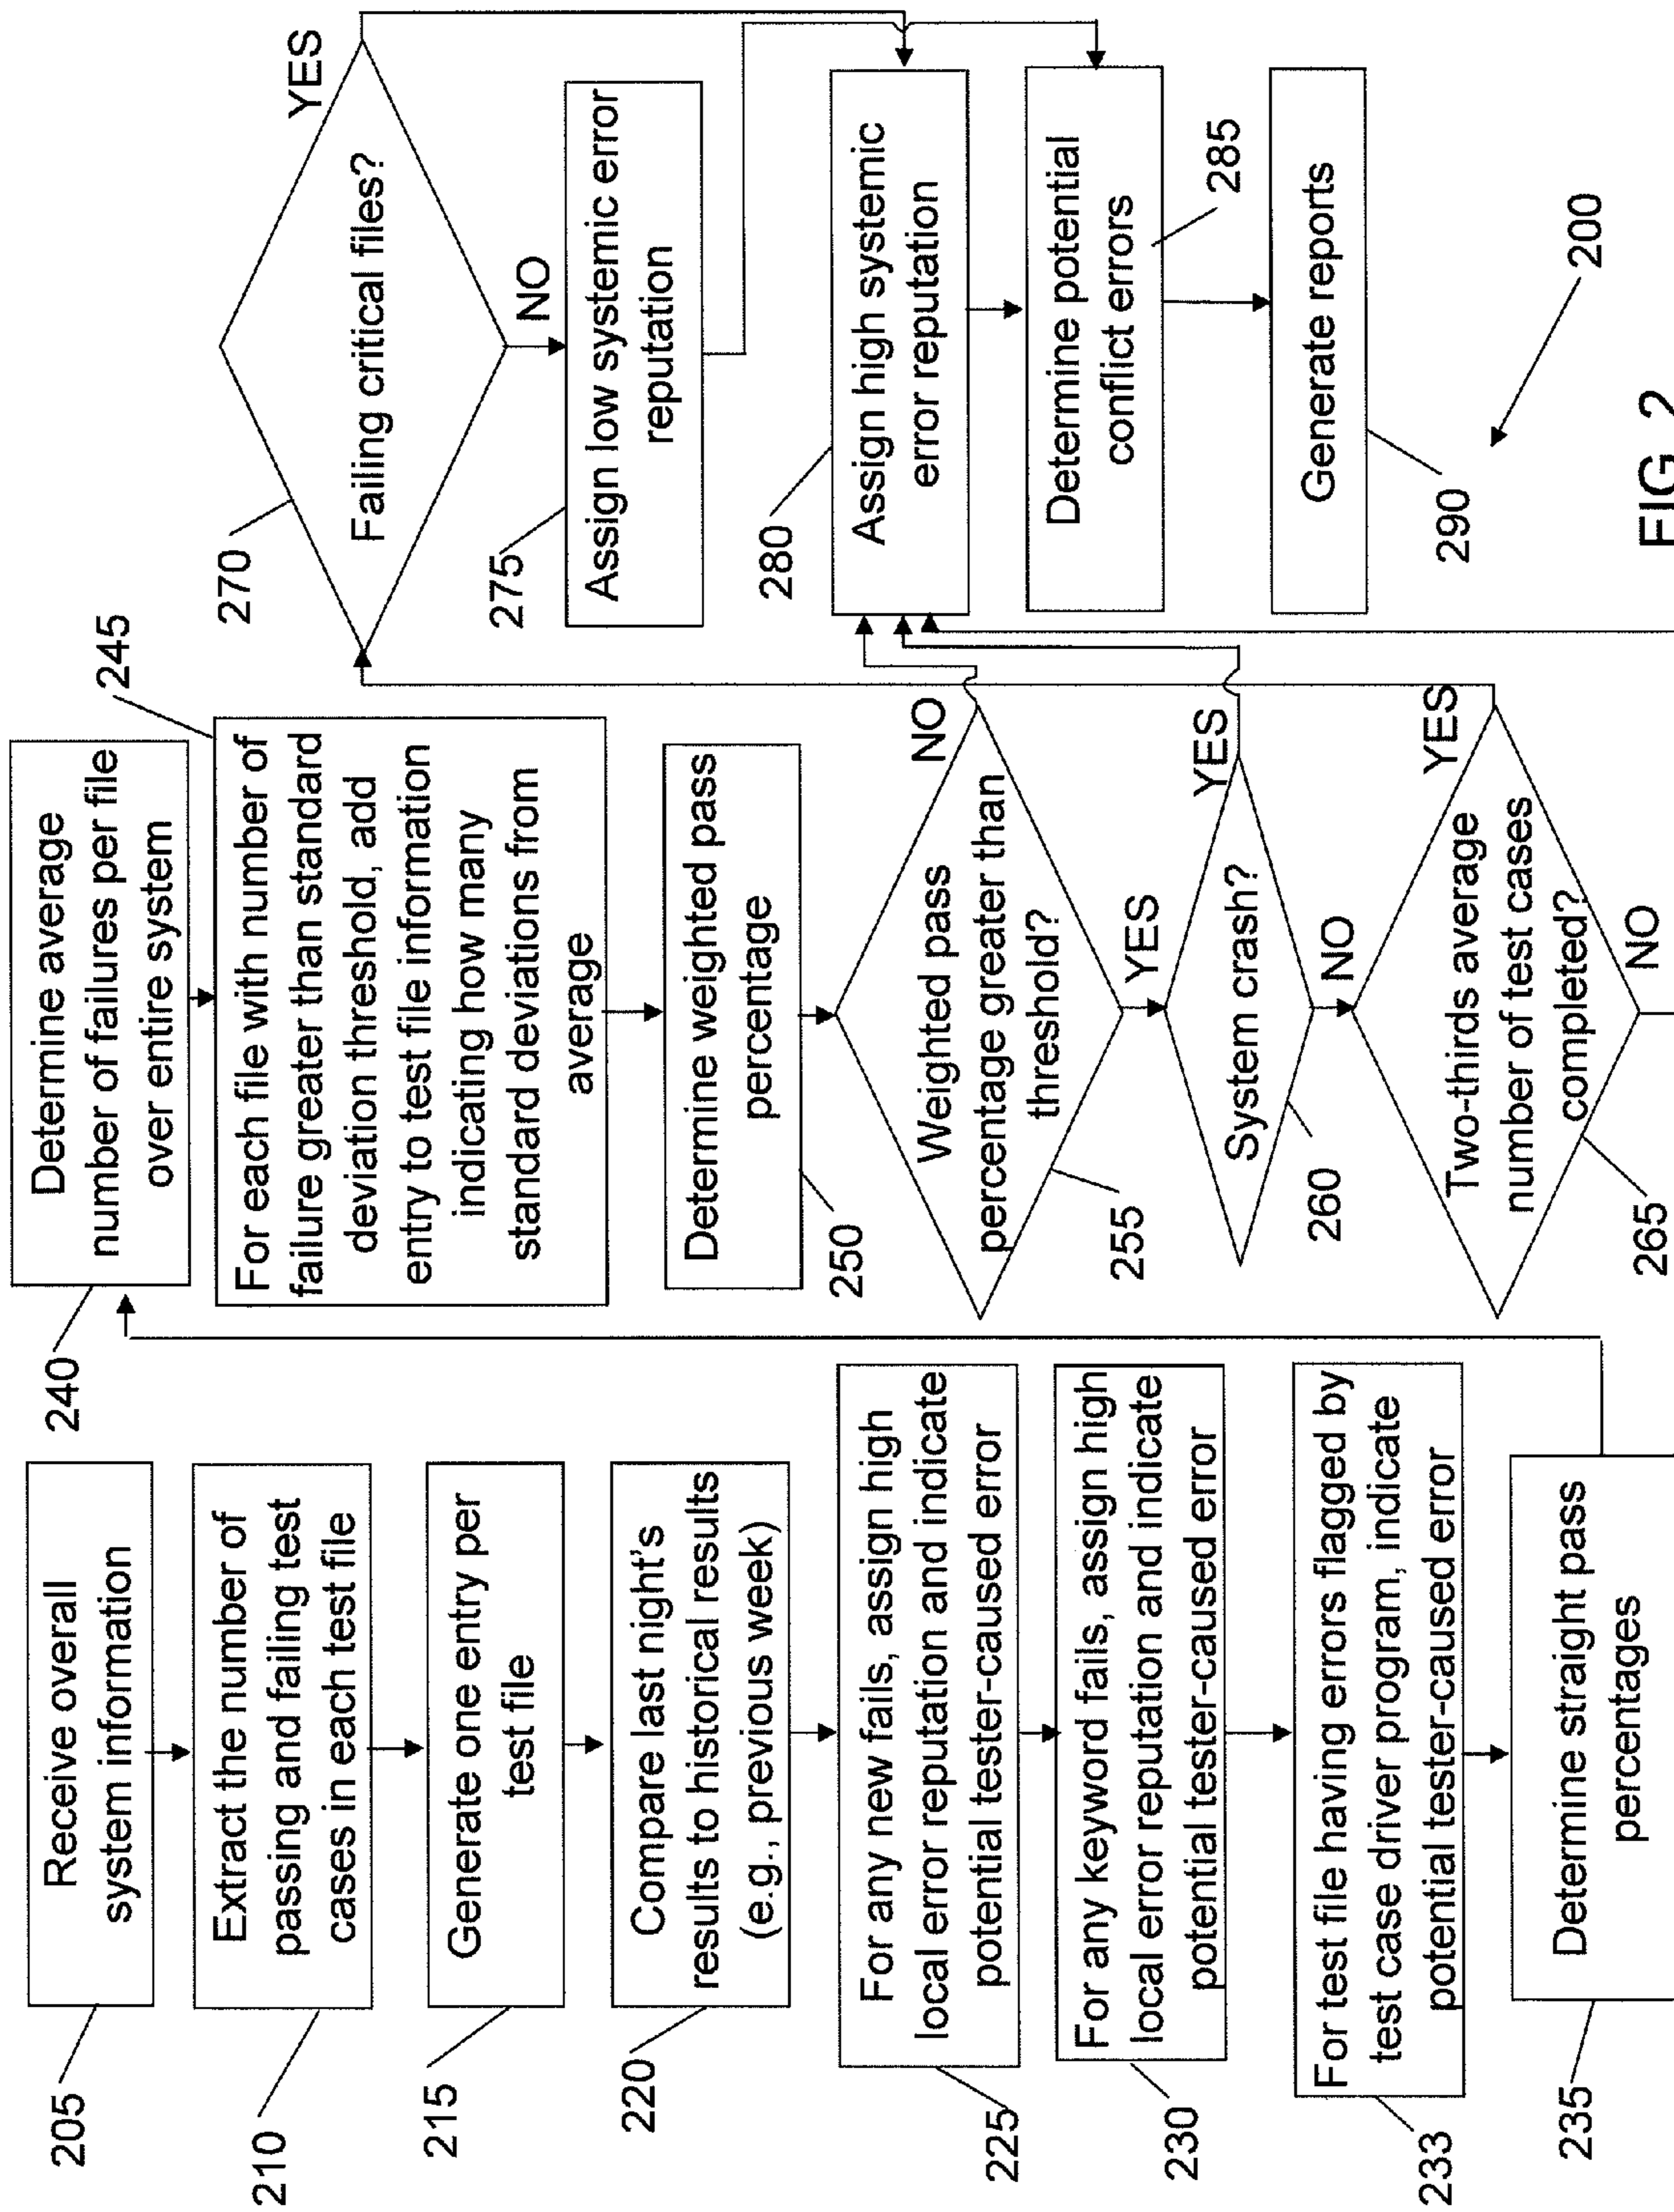 205
Receive overall
system information
210
Extract the number of
passing and failing test
cases in each test file
215
Generate one entry per
test file
220
Compare last night's
results to historical results
(e.g., previous week)
225
For any new fails, assign high
local error reputation and indicate
potential tester-caused error
230
For any keyword fails, assign high
local error reputation and indicate
potential tester-caused error
233
For test file having errors flagged by
test case driver program, indicate
potential tester-caused error
235
Determine straight pass
percentages
240
Determine average
number of failures per file
over entire system
245
For each file with number of
failure greater than standard
deviation threshold, add
entry to test file information
indicating how many
standard deviations from
average
250
Determine weighted pass
percentage
255
Weighted pass
percentage greater than
threshold?
NO
YES
260
System crash?
YES
NO
265
Two-thirds average
number of test cases
completed?
YES
NO
270
Failing critical files?
YES
NO
275
Assign low systemic error
reputation
280
Assign high systemic
error reputation
285
Determine potential
conflict errors
290
Generate reports
200
FIG. 2